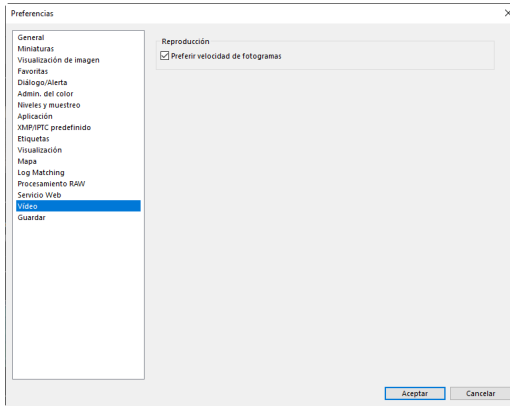 Preferencias
General
Miniaturas
Visualización de imagen
Favoritas
Diálogo/Alerta
Admin. del color
Niveles y muestreo
Aplicación
XMP/IPTC predefinido
Etiquetas
Visualización
Mapa
Log Matching
Procesamiento RAW
Servicio Web
Vídeo
Guardar
Reproducción
Preferir velocidad de fotogramas
Aceptar
Cancelar